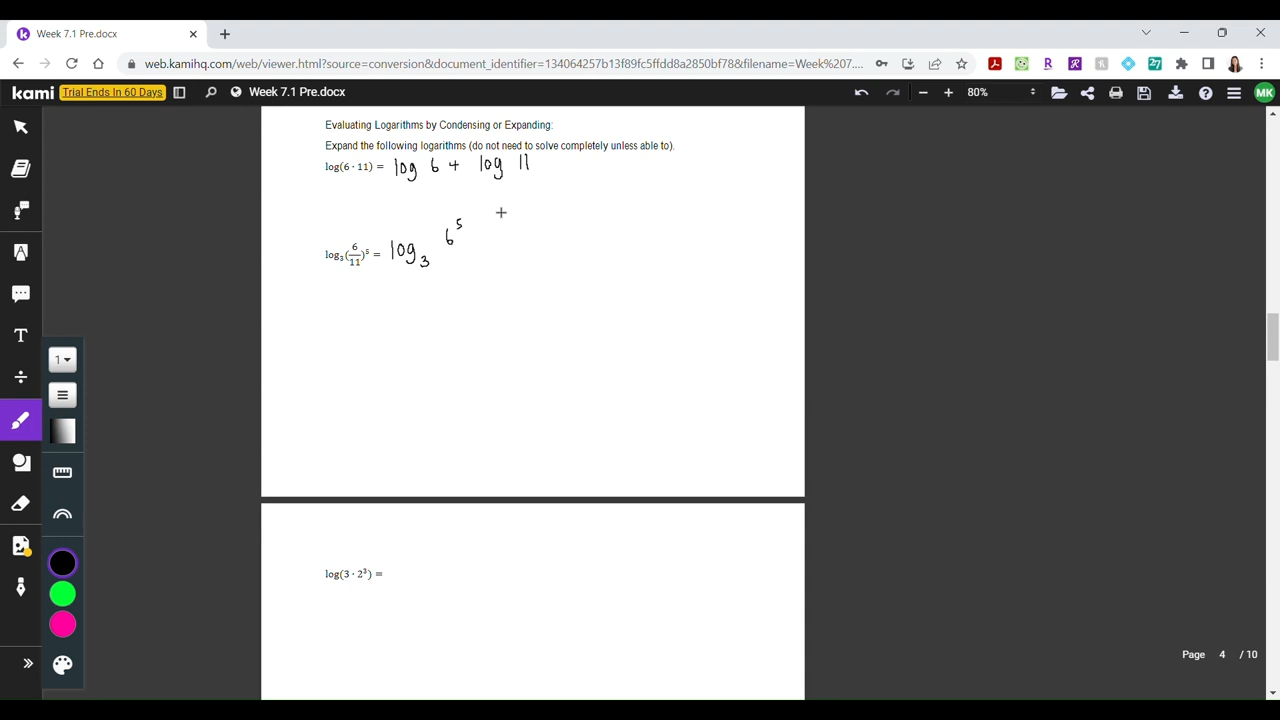 Week 7.1 Pre.docx
web.kamihq.com/web/viewer.html?source=conversion&document_identifier=134064257b13f89fc5ffdd8a2850bf78&filename=Week%207....
kami Trial Ends In 60 Days Week 7.1 Pre.docx 80% MK
Evaluating Logarithms by Condensing or Expanding:
Expand the following logarithms (do not need to solve completely unless able to).
log(6 · 11) = log 6 + log 11
log₃(6/11)⁵ = log₃ 6⁵
log(3 · 2³) =
T
1
Page 4 / 10